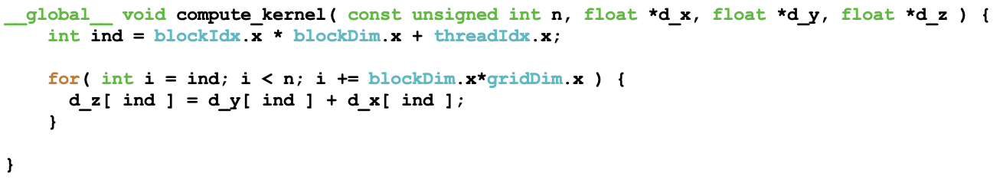 __global__ void compute_kernel( const unsigned int n, float *d_x, float *d_y, float *d_z ) {
    int ind = blockIdx.x * blockDim.x + threadIdx.x;
    for( int i = ind; i < n; i += blockDim.x*gridDim.x ) {
      d_z[ ind ] = d_y[ ind ] + d_x[ ind ];
    }
}